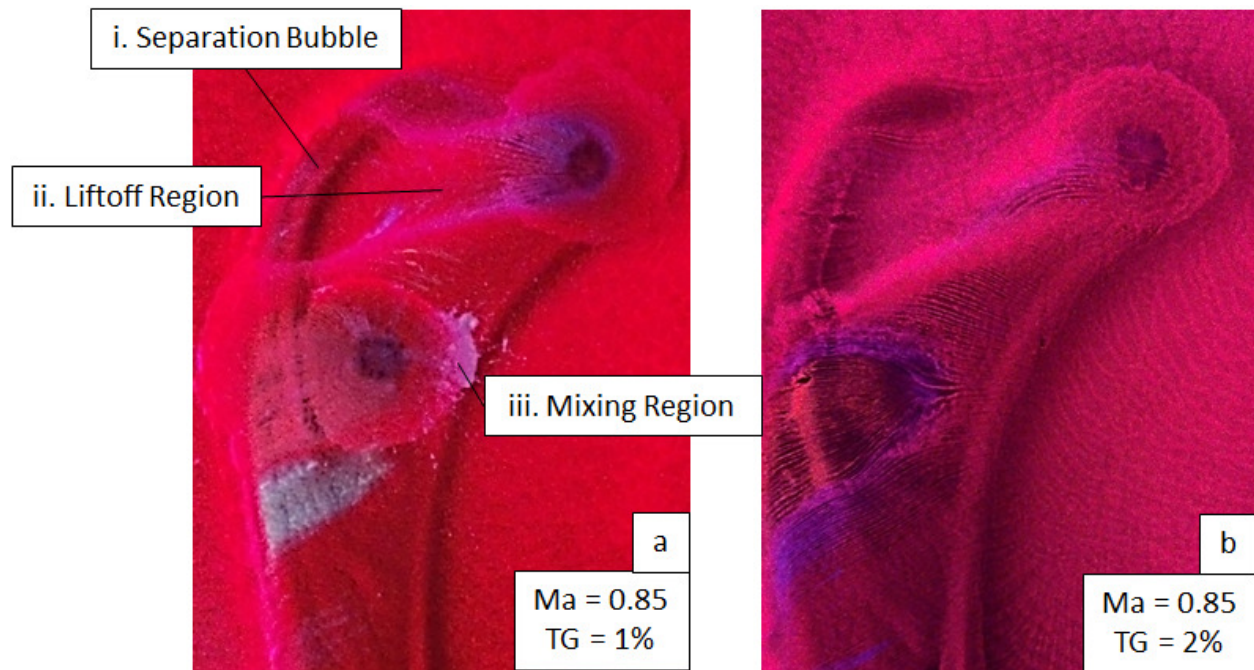 i. Separation Bubble
ii. Liftoff Region
iii. Mixing Region
a
Ma = 0.85
TG = 1%
b
Ma = 0.85
TG = 2%